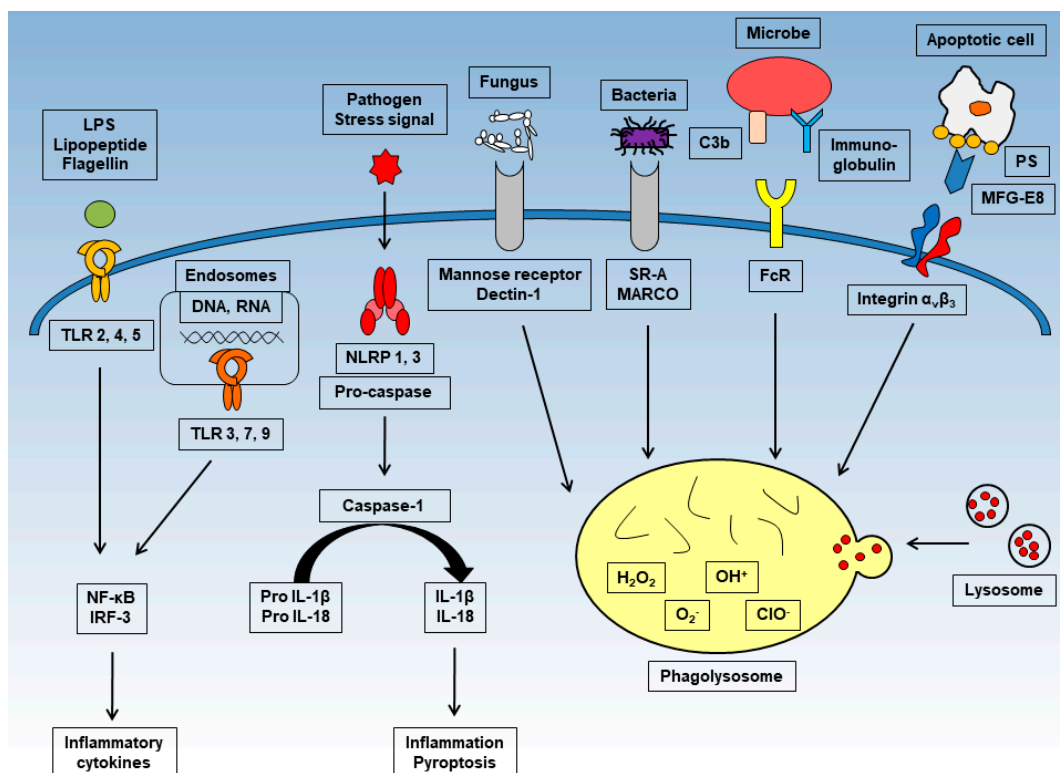 LPS
Lipopeptide
Flagellin
TLR 2, 4, 5
Endosomes
DNA, RNA
TLR 3, 7, 9
NF-κB
IRF-3
Inflammatory
cytokines
Pathogen
Stress signal
NLRP 1, 3
Pro-caspase
Caspase-1
Pro IL-1β
Pro IL-18
IL-1β
IL-18
Inflammation
Pyroptosis
Fungus
Mannose receptor
Dectin-1
Bacteria
SR-A
MARCO
Microbe
C3b
Immuno-
globulin
FcR
Apoptotic cell
PS
MFG-E8
Integrin αᵥβ₃
H₂O₂
OH⁺
O₂⁻
ClO⁻
Phagolysosome
Lysosome